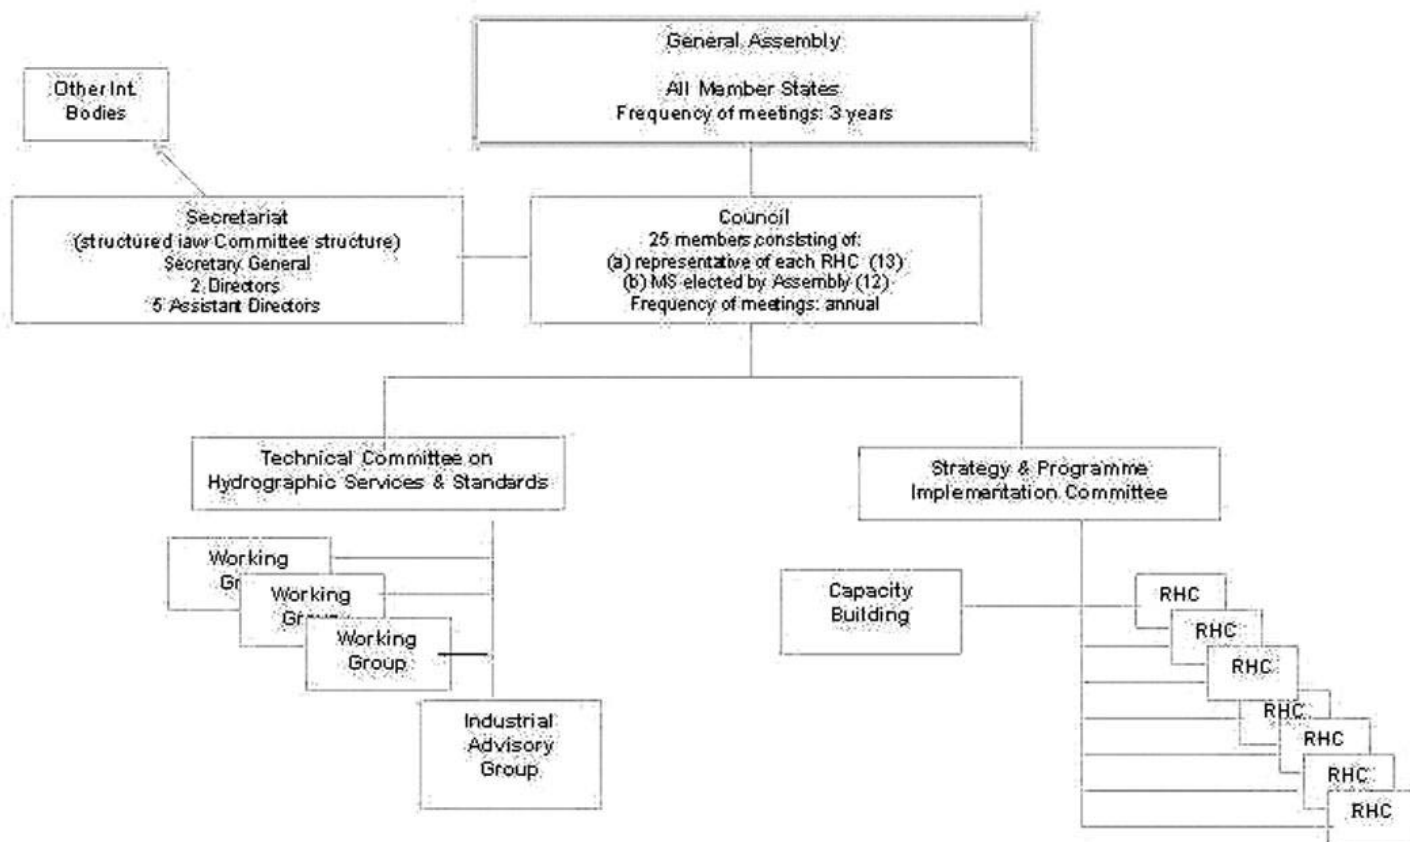 General Assembly
All Member States
Frequency of meetings: 3 years
Other Int.
Bodies
Secretariat
(structured iaw Committee structure)
Secretary General
2 Directors
5 Assistant Directors
Council
25 members consisting of:
(a) representative of each RHC (13)
(b) MS elected by Assembly (12)
Frequency of meetings: annual
Technical Committee on
Hydrographic Services & Standards
Strategy & Programme
Implementation Committee
Working
Working
Working
Group
Industrial
Advisory
Group
Capacity
Building
RHC
RHC
RHC
RHC
RHC
RHC
RHC